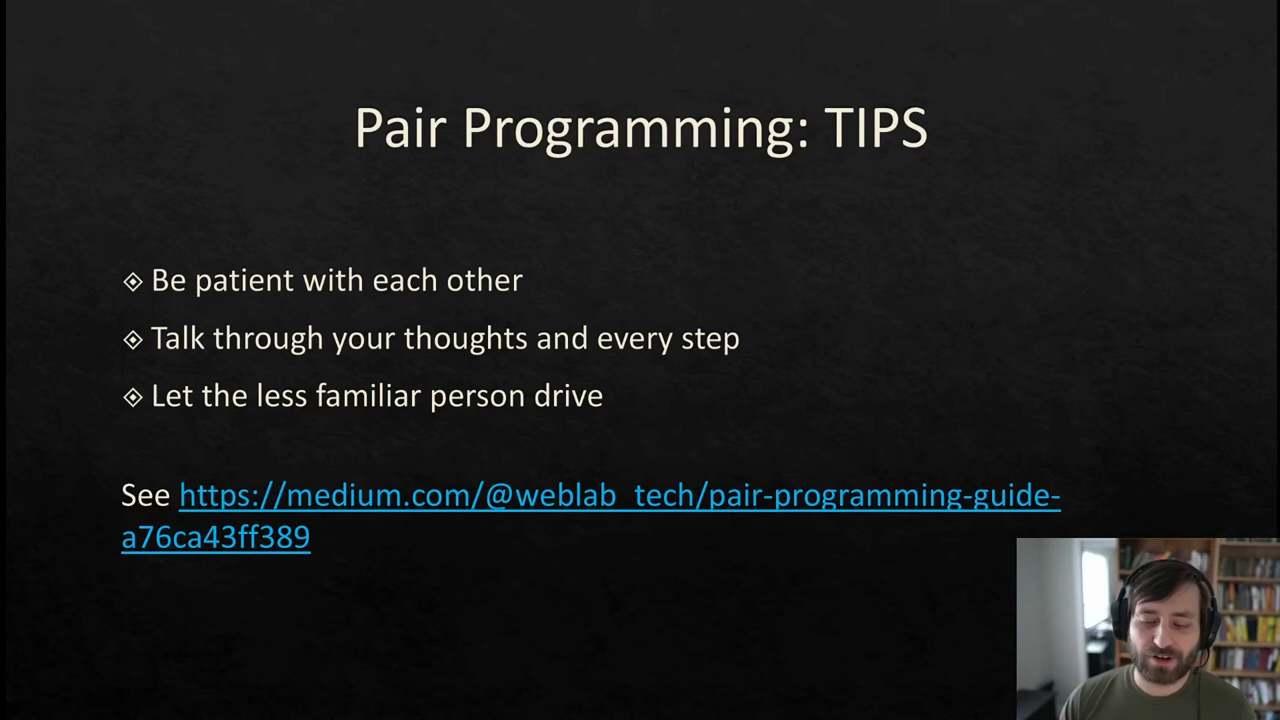 Pair Programming: TIPS
Be patient with each other
Talk through your thoughts and every step
Let the less familiar person drive
See https://medium.com/@weblab_tech/pair-programming-guide-
a76ca43ff389